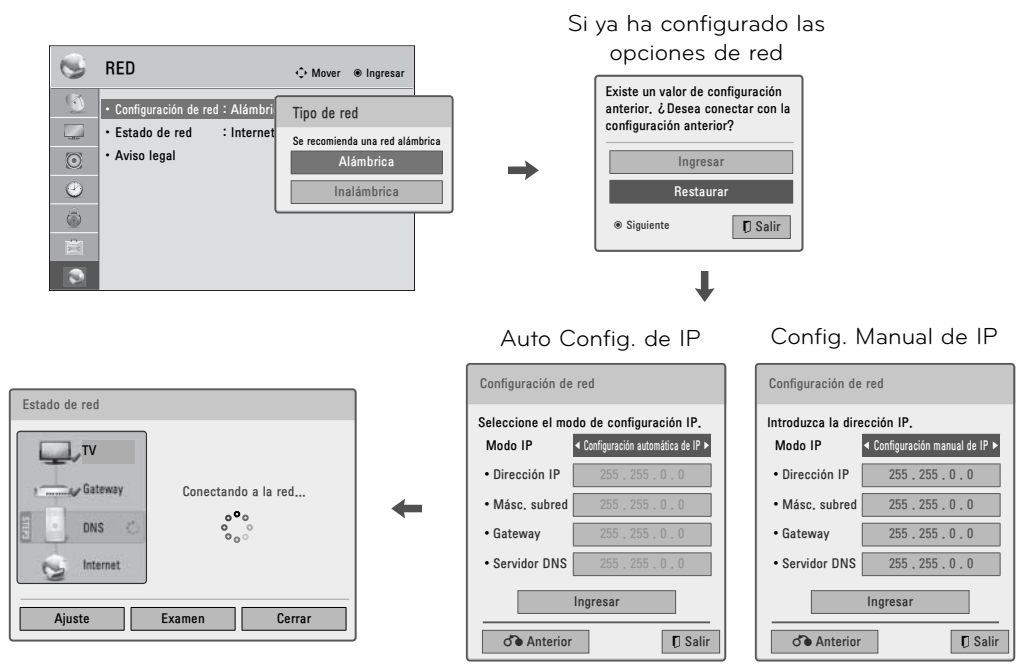 Si ya ha configurado las
opciones de red
RED
Mover
Ingresar
• Configuración de red : Alámbri
• Estado de red : Internet
• Aviso legal
Tipo de red
Se recomienda una red alámbrica
Alámbrica
Inalámbrica
Existe un valor de configuración
anterior. ¿Desea conectar con la
configuración anterior?
Ingresar
Restaurar
Siguiente
Salir
Auto Config. de IP
Configuración de red
Seleccione el modo de configuración IP.
Modo IP Configuración automática de IP
• Dirección IP 255 . 255 . 0 . 0
• Másc. subred 255 . 255 . 0 . 0
• Gateway 255 . 255 . 0 . 0
• Servidor DNS 255 . 255 . 0 . 0
Ingresar
Anterior
Salir
Config. Manual de IP
Configuración de red
Introduzca la dirección IP.
Modo IP Configuración manual de IP
• Dirección IP 255 . 255 . 0 . 0
• Másc. subred 255 . 255 . 0 . 0
• Gateway 255 . 255 . 0 . 0
• Servidor DNS 255 . 255 . 0 . 0
Ingresar
Anterior
Salir
Estado de red
TV
Gateway
DNS
Internet
Conectando a la red...
Ajuste
Examen
Cerrar